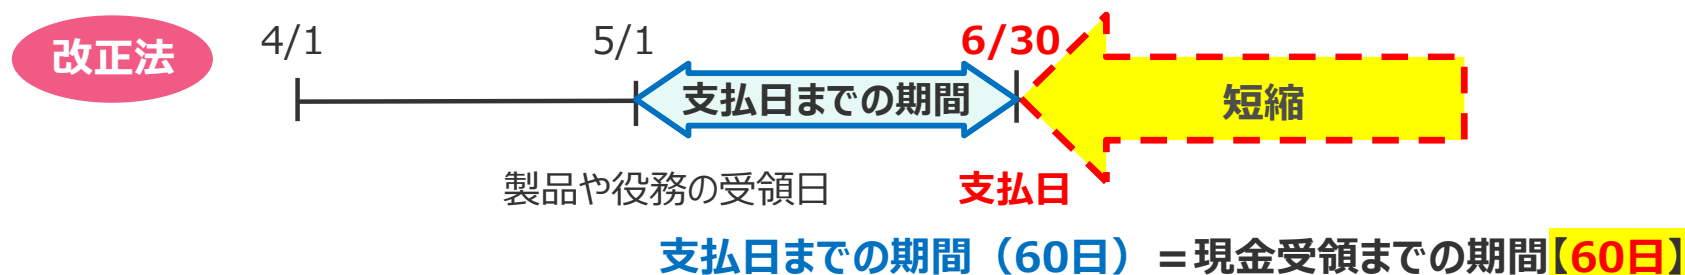 改正法
4/1
5/1
6/30
支払日までの期間
短縮
製品や役務の受領日
支払日
支払日までの期間（60日）＝現金受領までの期間【60日】